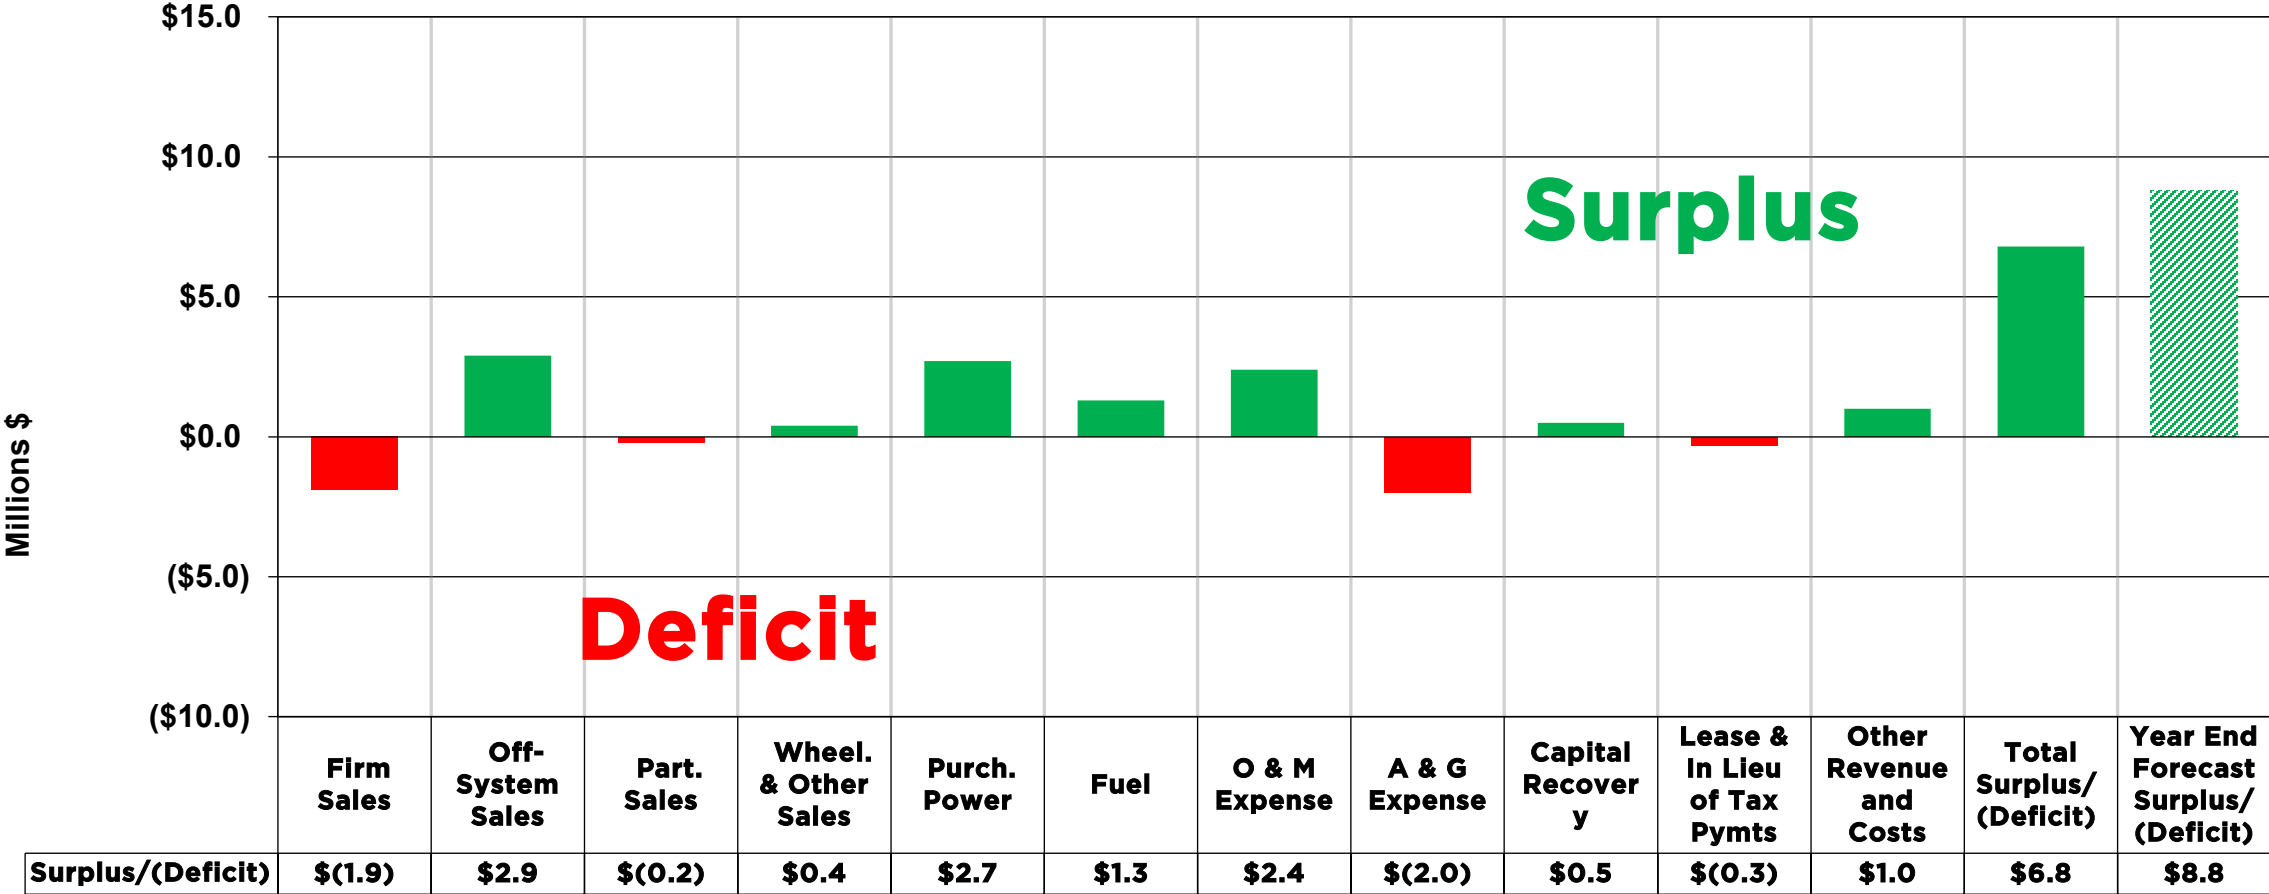 $15.0
$10.0
$5.0
$0.0
($5.0)
($10.0)
Millions $
Surplus
Deficit
Firm
Sales
Off-
System
Sales
Part.
Sales
Wheel.
& Other
Sales
Purch.
Power
Fuel
O & M
Expense
A & G
Expense
Capital
Recover
y
Lease &
In Lieu
of Tax
Pymts
Other
Revenue
and
Costs
Total
Surplus/
(Deficit)
Year End
Forecast
Surplus/
(Deficit)
Surplus/(Deficit) $(1.9) $2.9 $(0.2) $0.4 $2.7 $1.3 $2.4 $(2.0) $0.5 $(0.3) $1.0 $6.8 $8.8